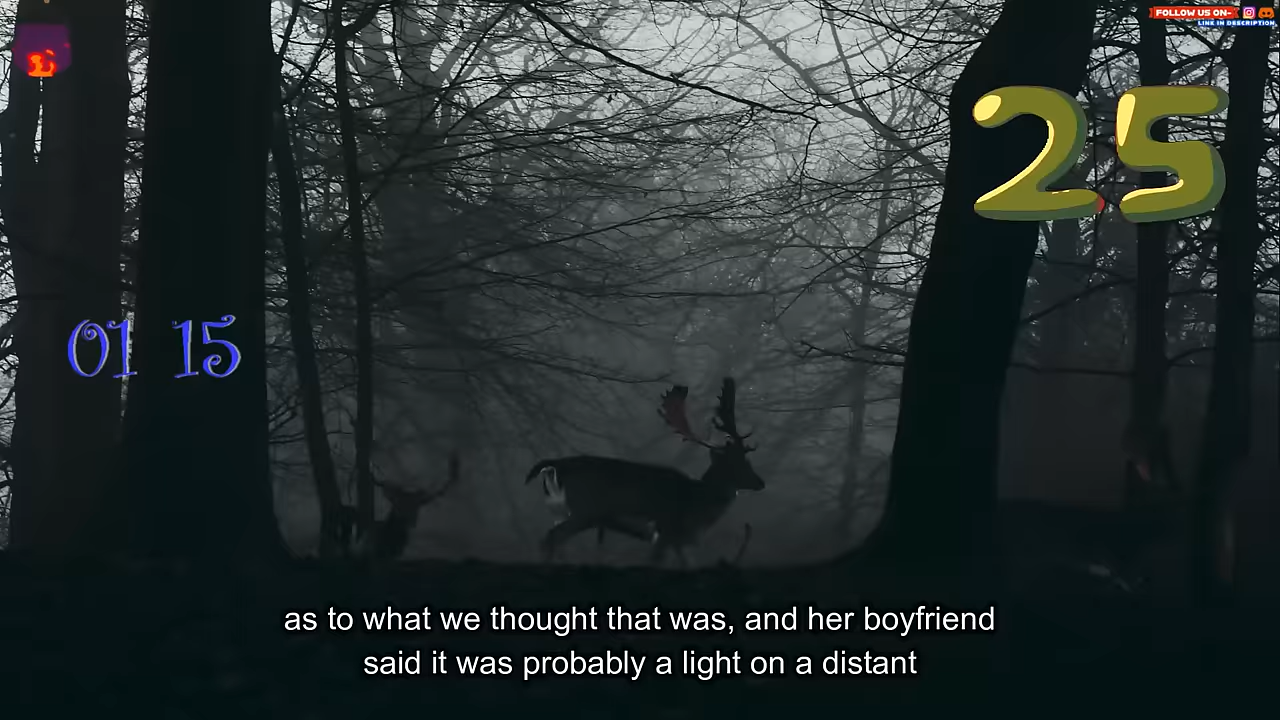 FOLLOW US ON-
LINK IN DESCRIPTION
25
01 15
as to what we thought that was, and her boyfriend
said it was probably a light on a distant